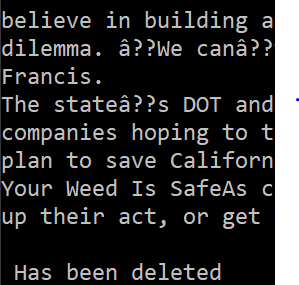 believe in building a
dilemma. â??We canâ??
Francis.
The stateâ??s DOT and
companies hoping to t
plan to save Californ
Your Weed Is SafeAs c
up their act, or get
Has been deleted